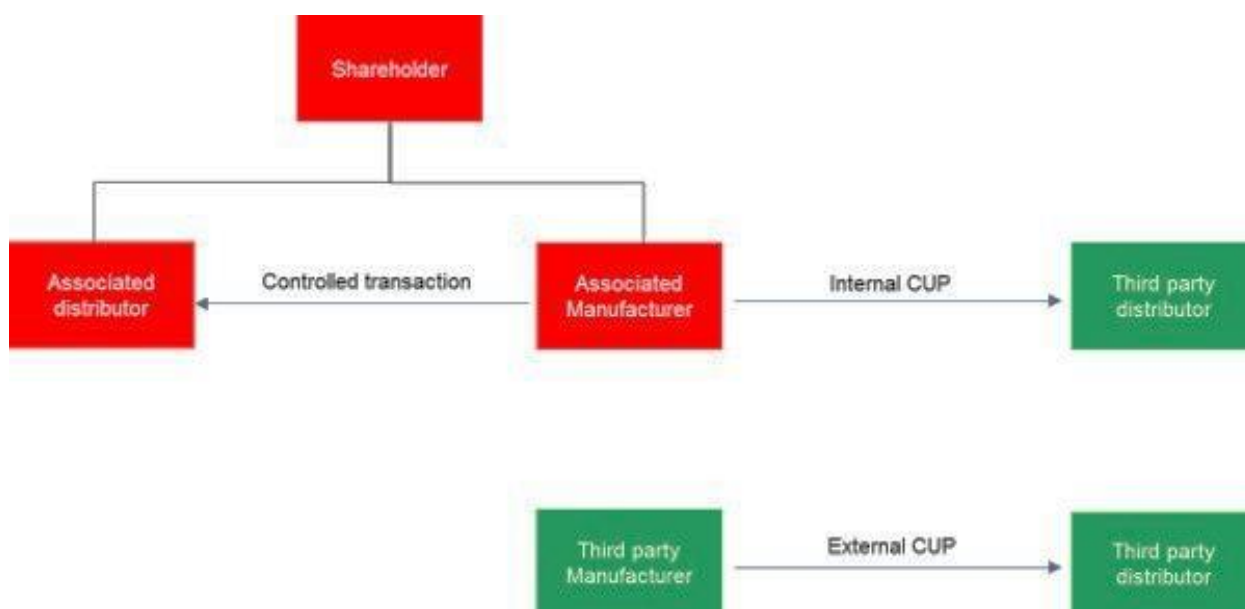 Shareholder
Associated
distributor
Controlled transaction
Associated
Manufacturer
Internal CUP
Third party
distributor
Third party
Manufacturer
External CUP
Third party
distributor